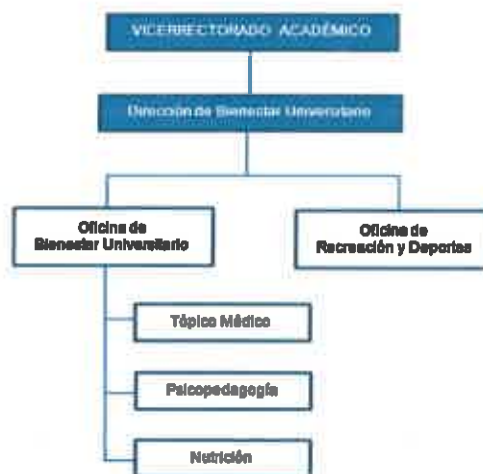 VICERRECTORADO ACADÉMICO
Dirección de Bienestar Universitario
Oficina de
Bienestar Universitario
Oficina de
Recreación y Deportes
Tópico Médico
Psicopedagogía
Nutrición